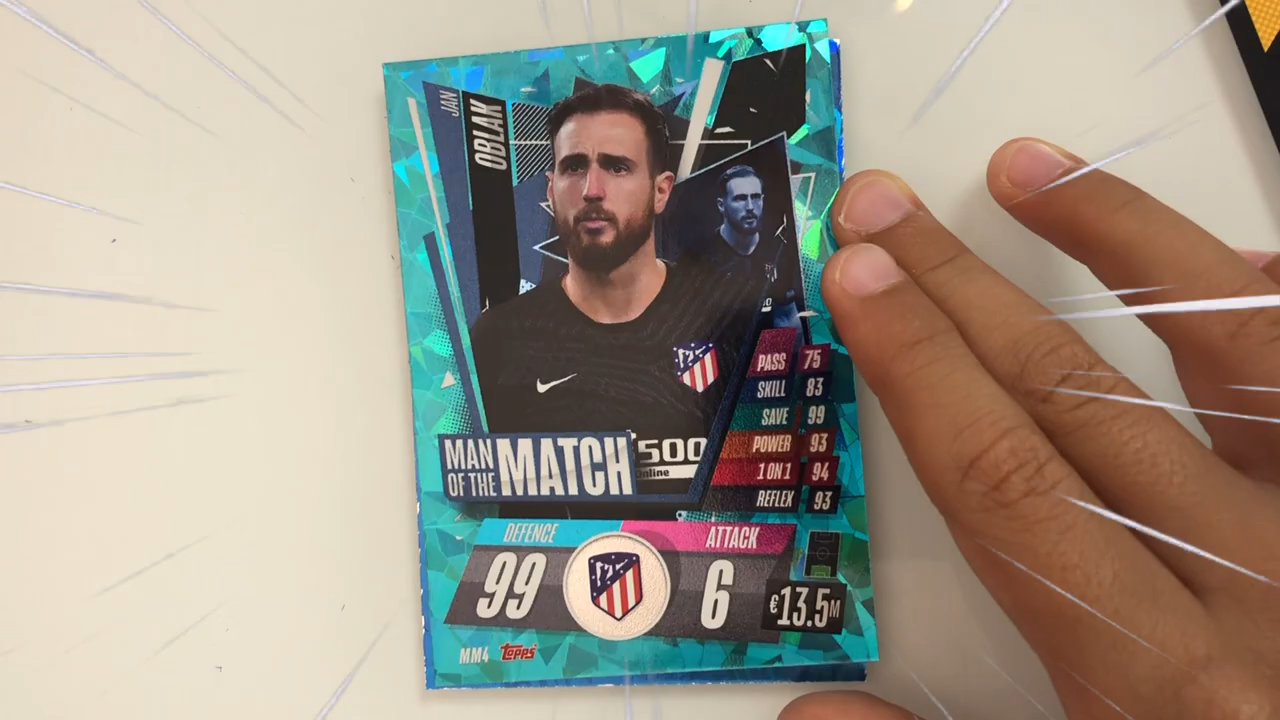 JAN
OBLAK
PASS 75
SKILL 83
SAVE 99
POWER 93
1 ON 1 94
REFLEX 93
MAN
OF THE
MATCH
500
Online
DEFENCE
ATTACK
99
6
€13.5M
MM4
Topps